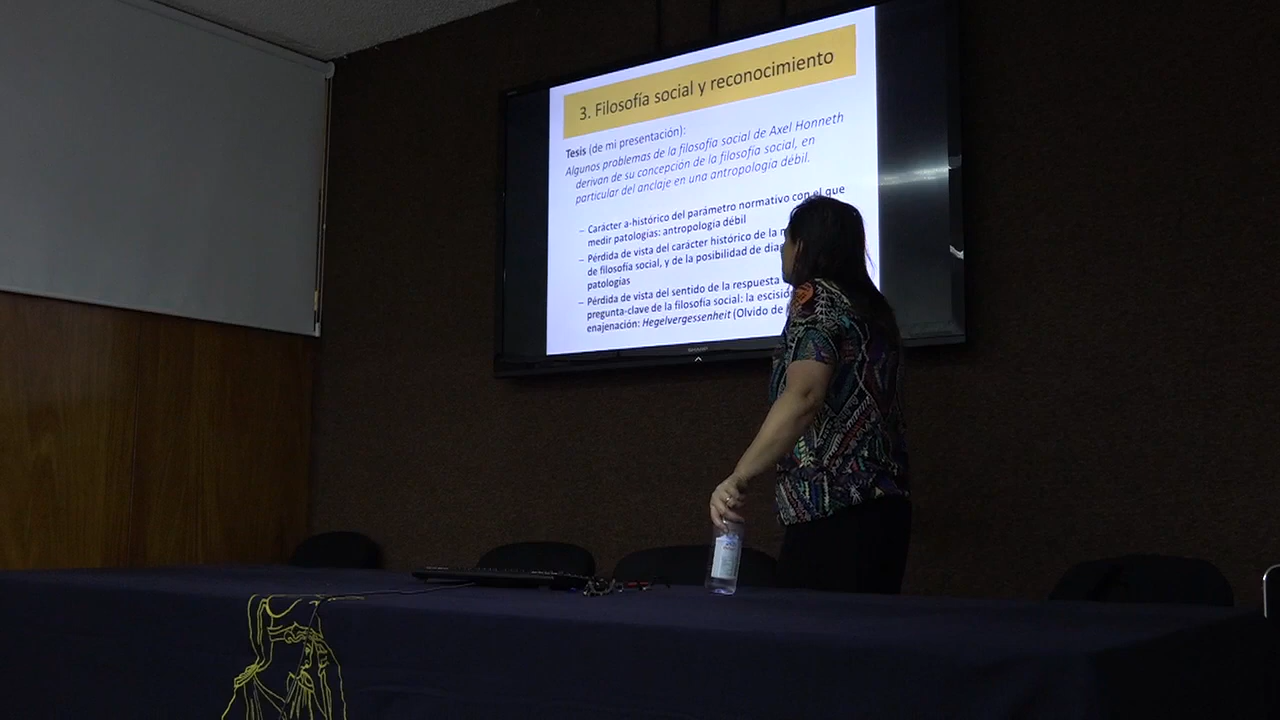 3. Filosofía social y reconocimiento
Tesis (de mi presentación):
Algunos problemas de la filosofía social de Axel Honneth
derivan de su concepción de la filosofía social, en
particular del anclaje en una antropología débil.
– Carácter a-histórico del parámetro normativo con el que
medir patologías: antropología débil
– Pérdida de vista del carácter histórico de la
de filosofía social, y de la posibilidad de
patologías
– Pérdida de vista del sentido de la respuesta
pregunta-clave de la filosofía social: la
enajenación: Hegelvergessenheit (Olvido de
SHARP